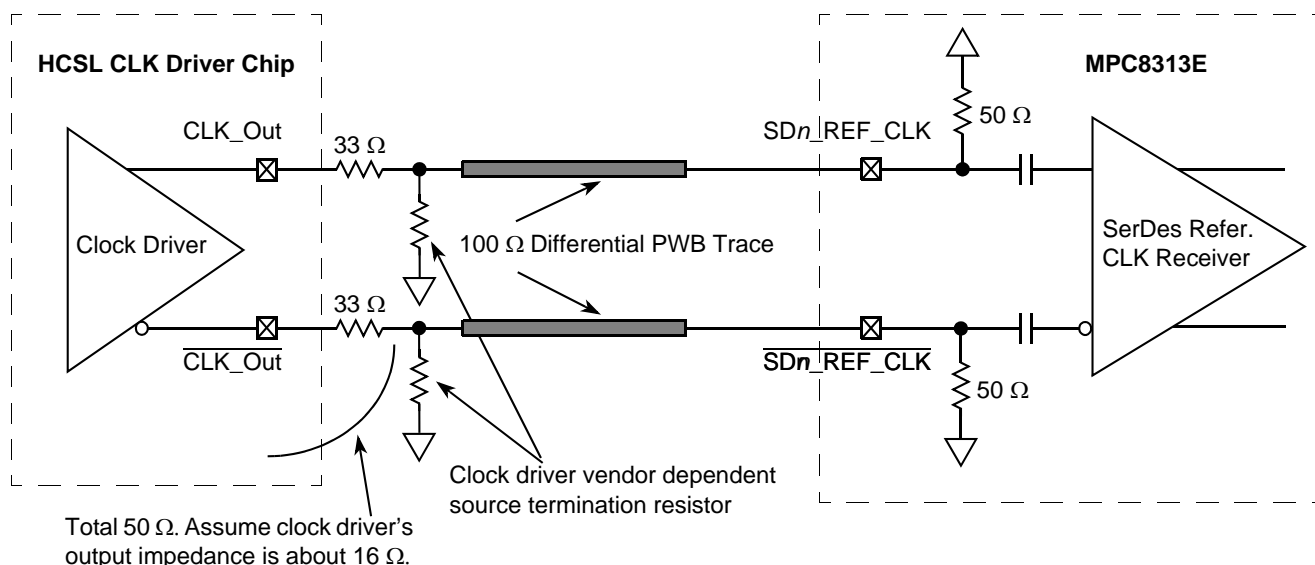 HCSL CLK Driver Chip
MPC8313E
CLK_Out
33 Ω
SDn_REF_CLK
50 Ω
Clock Driver
100 Ω Differential PWB Trace
SerDes Refer.
CLK Receiver
33 Ω
CLK_Out
SDn_REF_CLK
50 Ω
Clock driver vendor dependent
source termination resistor
Total 50 Ω. Assume clock driver’s
output impedance is about 16 Ω.